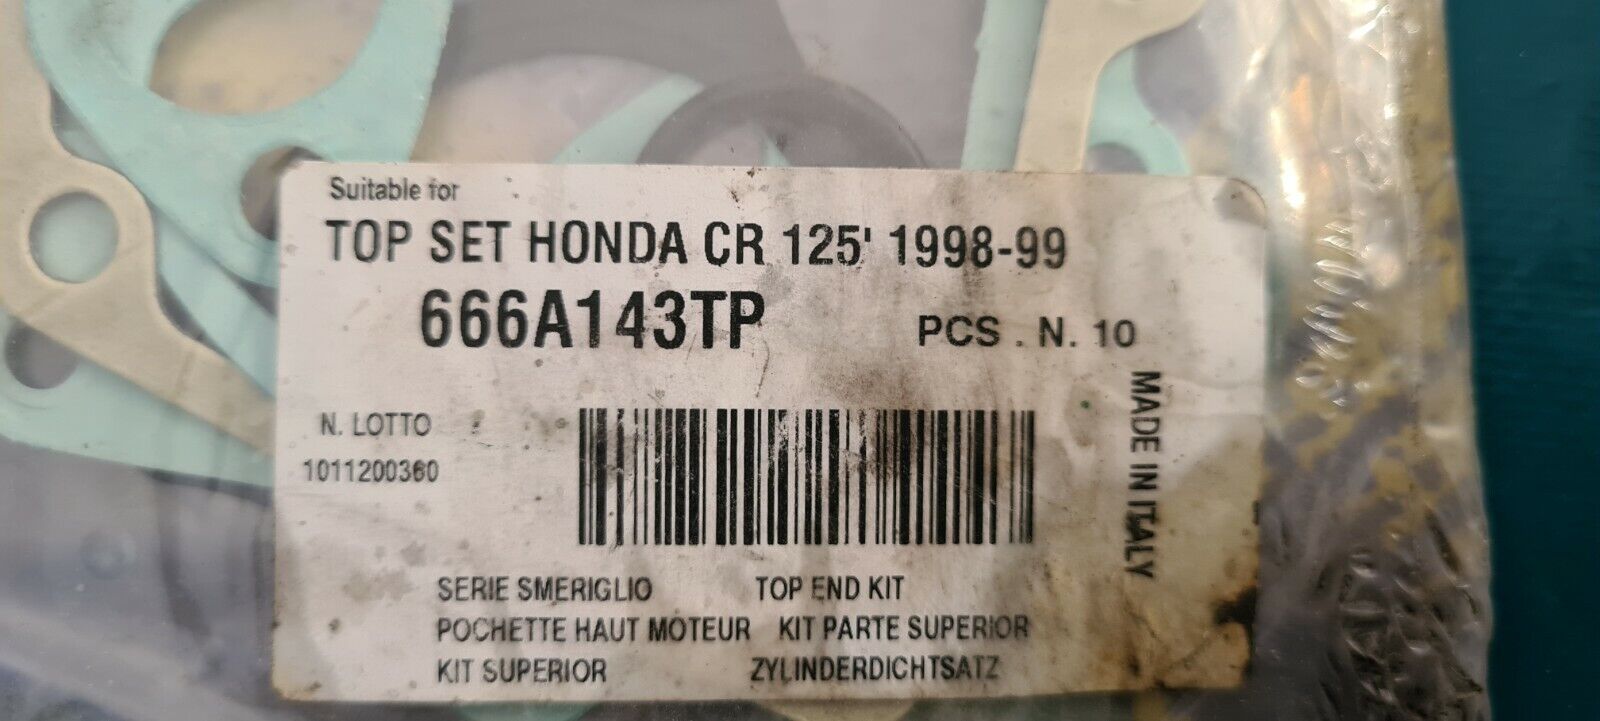 Suitable for
TOP SET HONDA CR 125' 1998-99
666A143TP PCS . N. 10
N. LOTTO
1011200360
MADE IN ITALY
SERIE SMERIGLIO TOP END KIT
POCHETTE HAUT MOTEUR KIT PARTE SUPERIOR
KIT SUPERIOR ZYLINDERDICHTSATZ